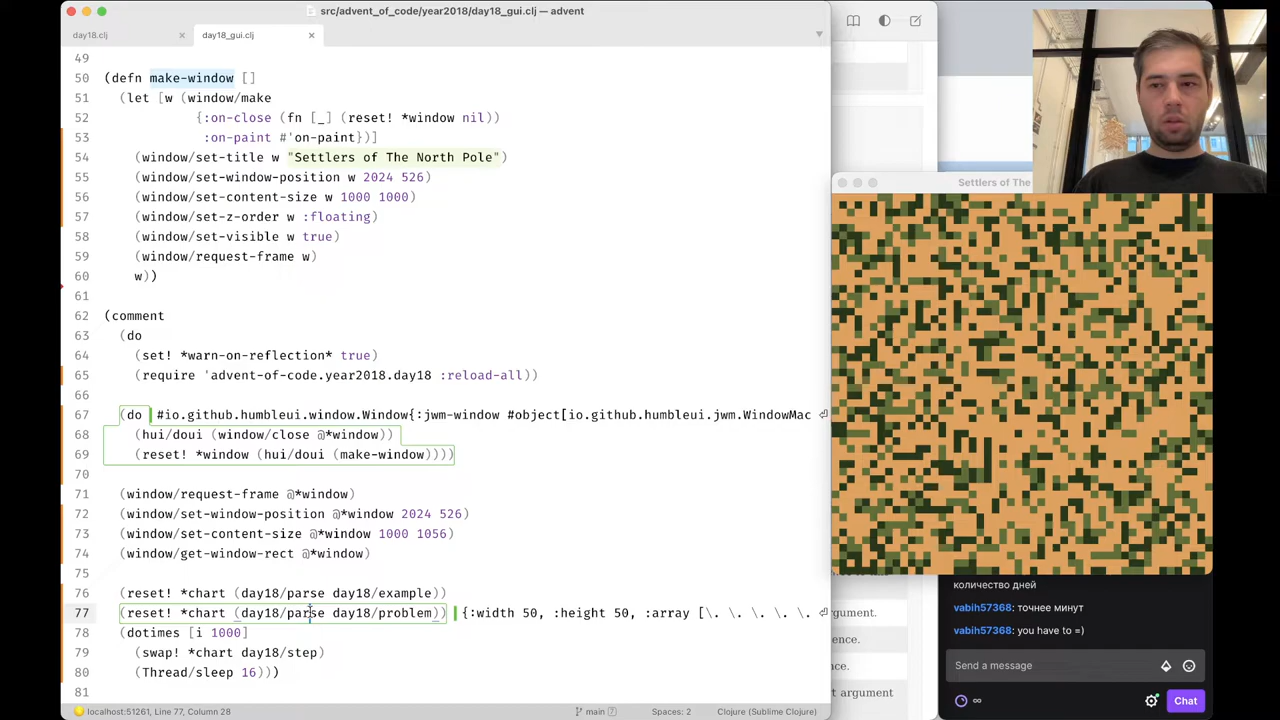 src/advent_of_code/year2018/day18_gui.clj — advent
day18.clj
day18_gui.clj
49
50 (defn make-window []
51 (let [w (window/make
52 {:on-close (fn [_] (reset! *window nil))
53 :on-paint #'on-paint})]
54 (window/set-title w "Settlers of The North Pole")
55 (window/set-window-position w 2024 526)
56 (window/set-content-size w 1000 1000)
57 (window/set-z-order w :floating)
58 (window/set-visible w true)
59 (window/request-frame w)
60 w))
61
62 (comment
63 (do
64 (set! *warn-on-reflection* true)
65 (require 'advent-of-code.year2018.day18 :reload-all))
66
67 (do #io.github.humbleui.window.Window{:jwm-window #object[io.github.humbleui.jwm.WindowMac
68 (hui/doui (window/close @*window))
69 (reset! *window (hui/doui (make-window))))
70
71 (window/request-frame @*window)
72 (window/set-window-position @*window 2024 526)
73 (window/set-content-size @*window 1000 1056)
74 (window/get-window-rect @*window)
75
76 (reset! *chart (day18/parse day18/example))
77 (reset! *chart (day18/parse day18/problem)) {:width 50, :height 50, :array [\. \. \. \. \.
78 (dotimes [i 1000]
79 (swap! *chart day18/step)
80 (Thread/sleep 16)))
81
localhost:51261, Line 77, Column 28
main
Spaces: 2
Clojure (Sublime Clojure)
Settlers of The
gument.
nce.
t argument
количество дней
vabih57368: точнее минут
vabih57368: you have to =)
Send a message
∞
Chat